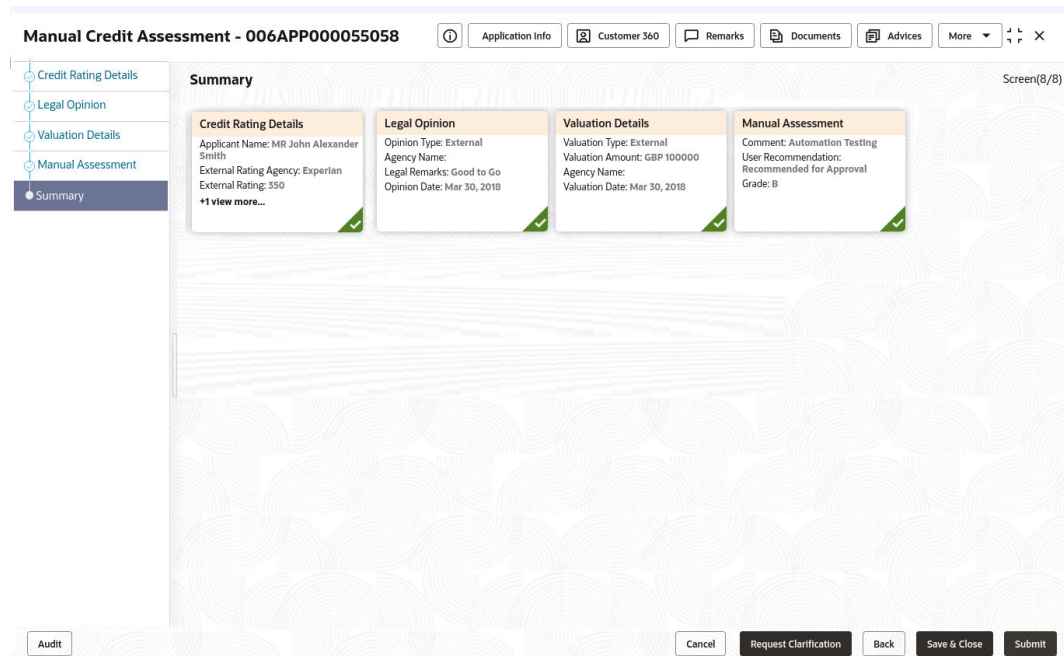 Manual Credit Assessment - 006APP000055058
Application Info
Customer 360
Remarks
Documents
Advices
More
Credit Rating Details
Legal Opinion
Valuation Details
Manual Assessment
Summary
Summary
Screen(8/8)
Credit Rating Details
Applicant Name: MR John Alexander
Smith
External Rating Agency: Experian
External Rating: 350
+1 view more...
Legal Opinion
Opinion Type: External
Agency Name:
Legal Remarks: Good to Go
Opinion Date: Mar 30, 2018
Valuation Details
Valuation Type: External
Valuation Amount: GBP 100000
Agency Name:
Valuation Date: Mar 30, 2018
Manual Assessment
Comment: Automation Testing
User Recommendation:
Recommended for Approval
Grade: B
Audit
Cancel
Request Clarification
Back
Save & Close
Submit